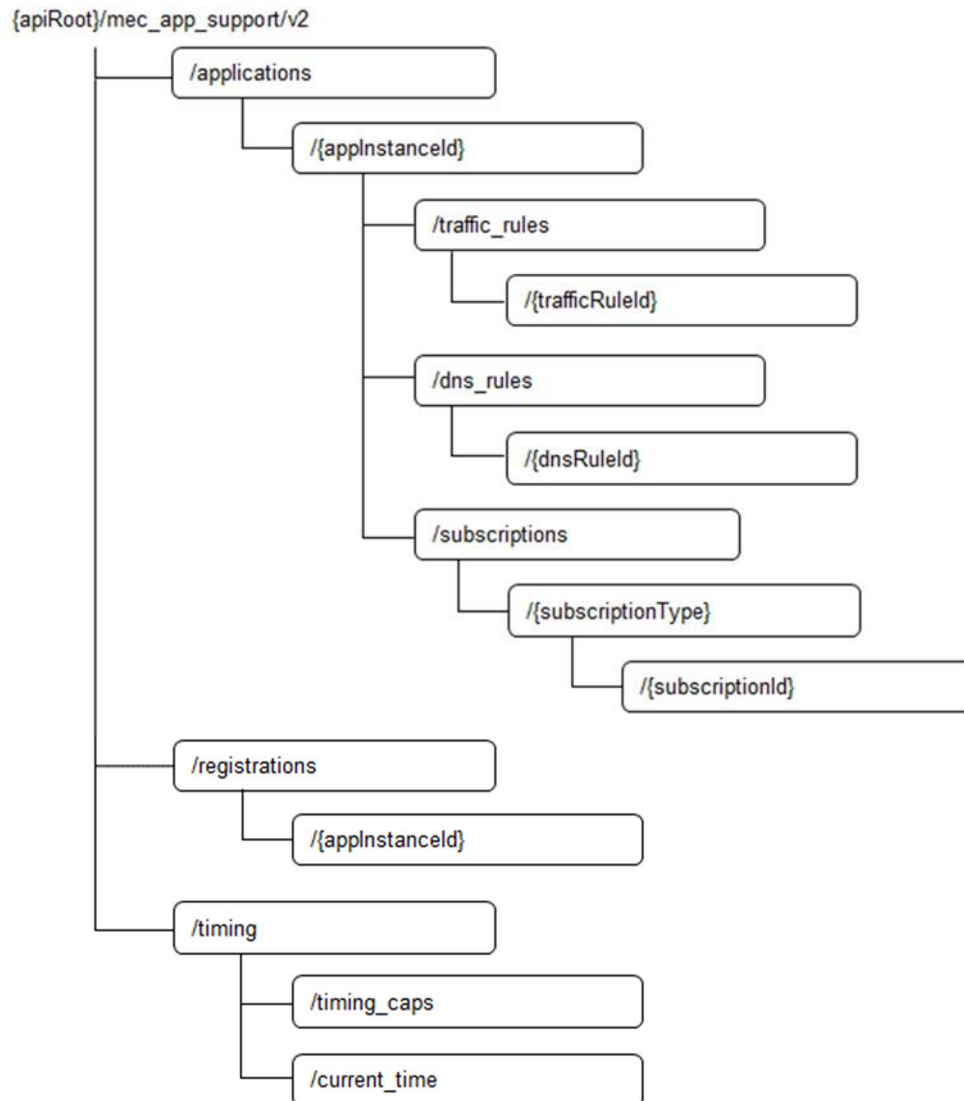 {apiRoot}/mec_app_support/v2
/applications
/{appInstanceId}
/traffic_rules
/{trafficRuleId}
/dns_rules
/{dnsRuleId}
/subscriptions
/{subscriptionType}
/{subscriptionId}
/registrations
/{appInstanceId}
/timing
/timing_caps
/current_time